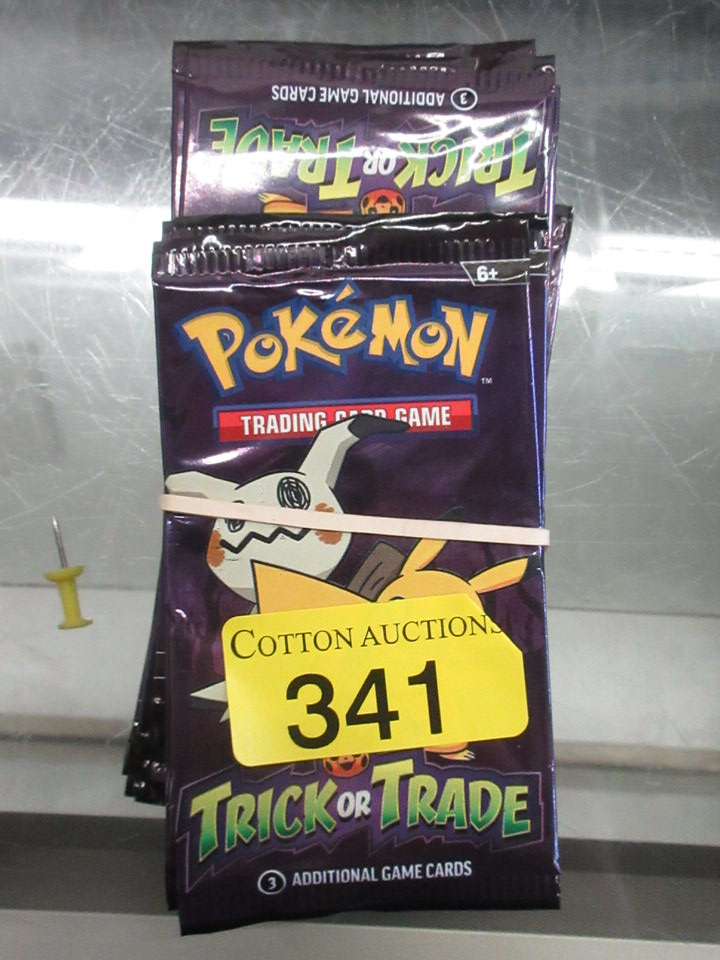 3 ADDITIONAL GAME CARDS
TRICK OR TRADE
6+
POKéMON
TM
TRADING CARD GAME
COTTON AUCTIONS
341
TRICK OR TRADE
3 ADDITIONAL GAME CARDS